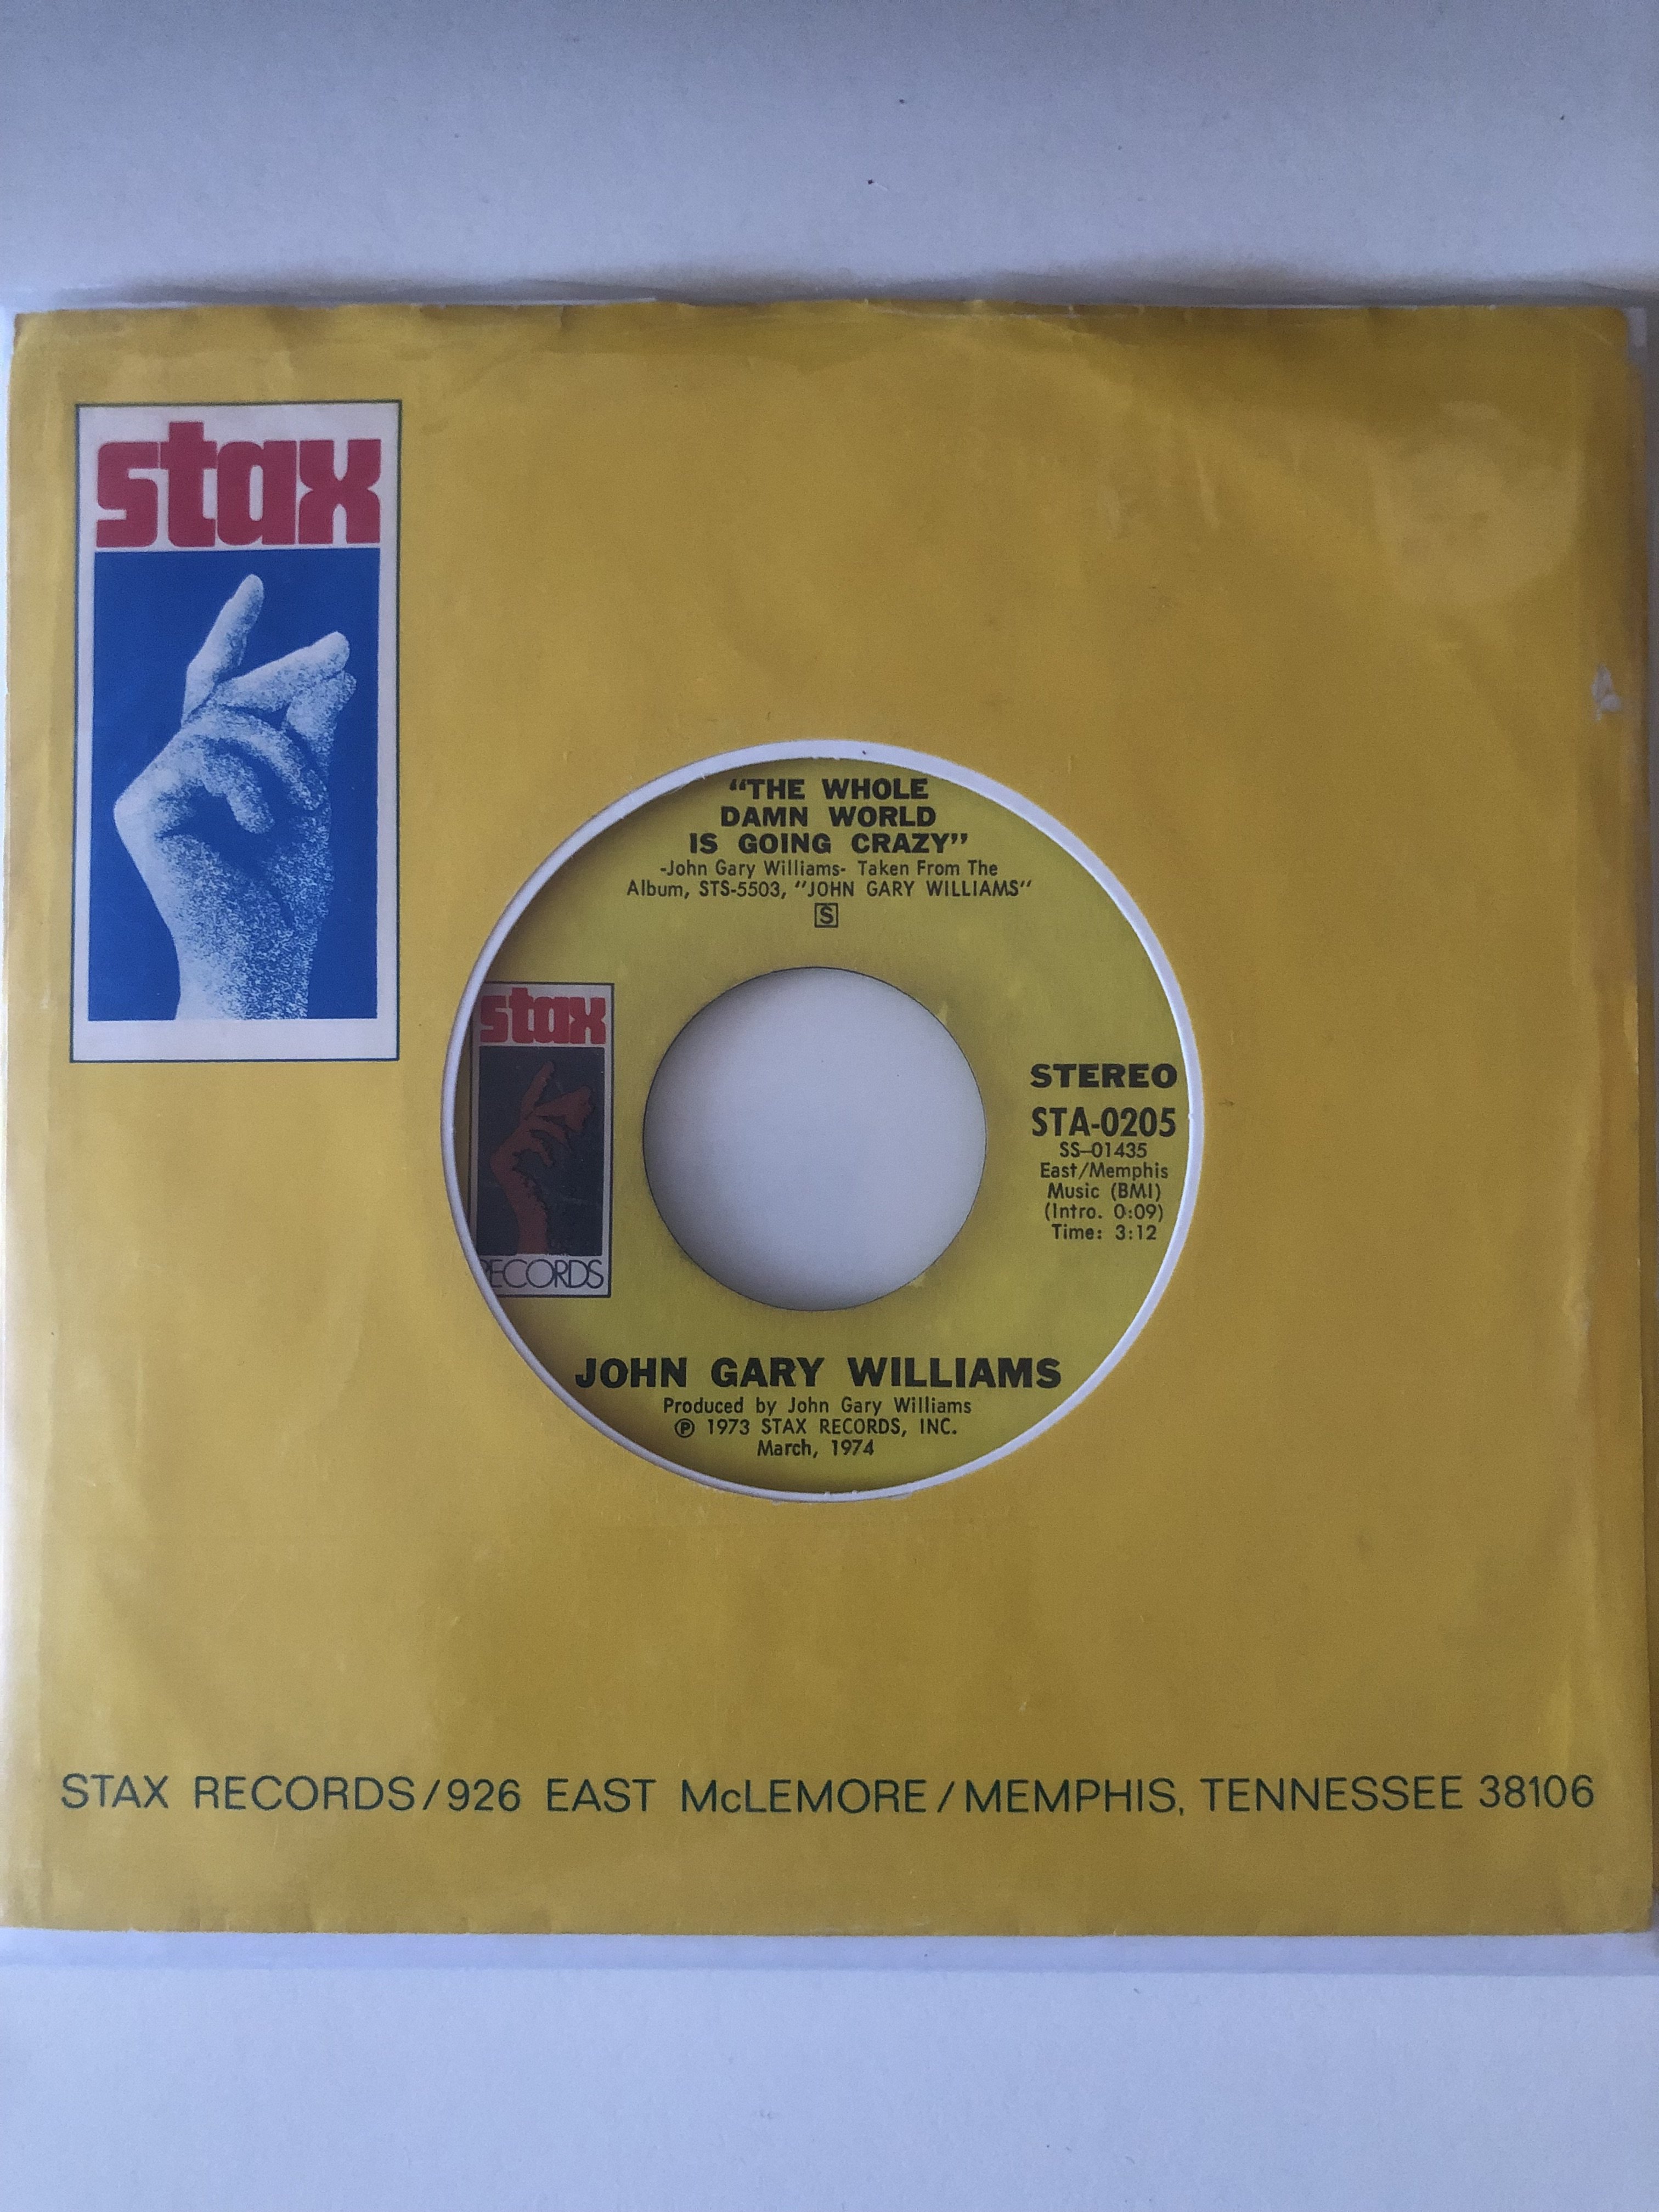 stax
"THE WHOLE
DAMN WORLD
IS GOING CRAZY"
-John Gary Williams- Taken From The
Album, STS-5503, "JOHN GARY WILLIAMS"
S
stax
RECORDS
STEREO
STA-0205
SS-01435
East/Memphis
Music (BMI)
(Intro. 0:09)
Time: 3:12
JOHN GARY WILLIAMS
Produced by John Gary Williams
℗ 1973 STAX RECORDS, INC.
March, 1974
STAX RECORDS/926 EAST McLEMORE/MEMPHIS, TENNESSEE 38106